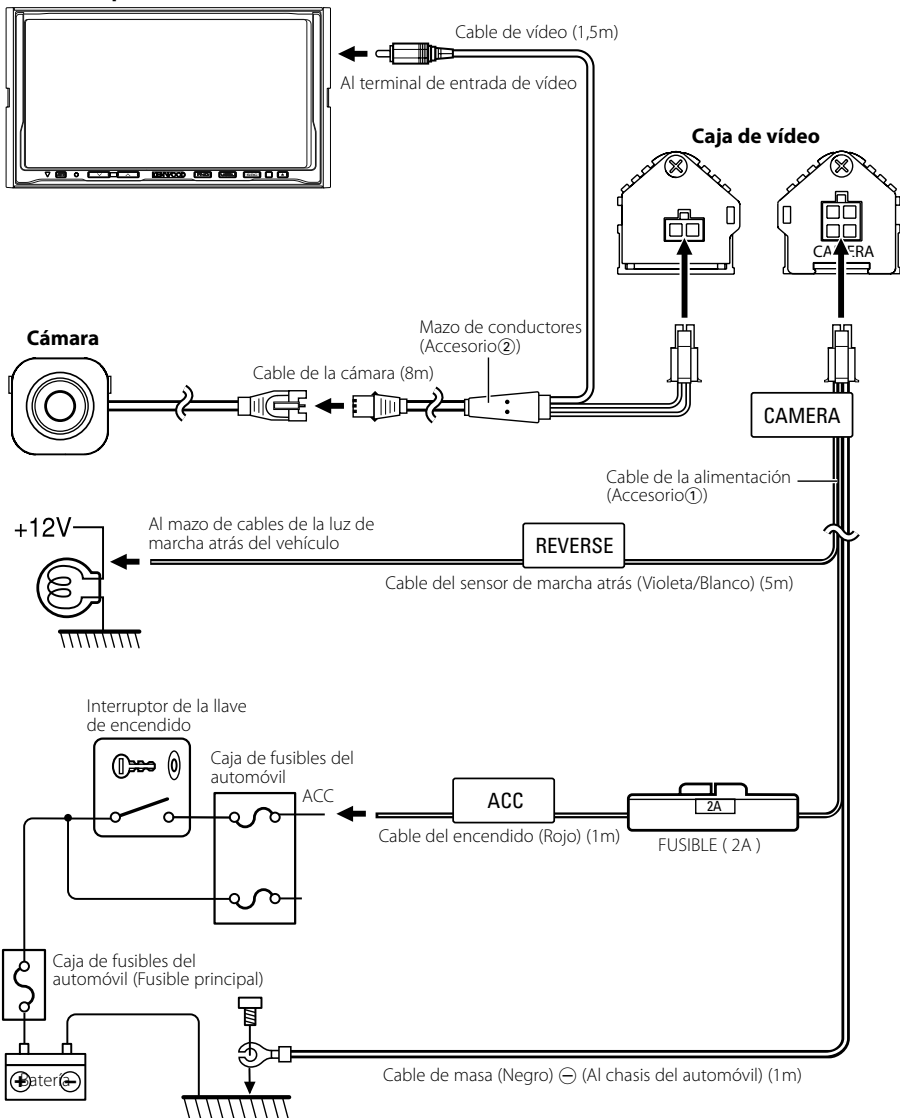 Cable de vídeo (1,5m)
Al terminal de entrada de vídeo
KENWOOD
Caja de vídeo
CAMERA
Cámara
Mazo de conductores
(Accesorio②)
Cable de la cámara (8m)
CAMERA
Cable de la alimentación
(Accesorio①)
+12V
Al mazo de cables de la luz de
marcha atrás del vehículo
REVERSE
Cable del sensor de marcha atrás (Violeta/Blanco) (5m)
Interruptor de la llave
de encendido
Caja de fusibles del
automóvil
ACC
ACC
2A
Cable del encendido (Rojo) (1m)
FUSIBLE ( 2A )
Caja de fusibles del
automóvil (Fusible principal)
Batería
Cable de masa (Negro) ⊖ (Al chasis del automóvil) (1m)